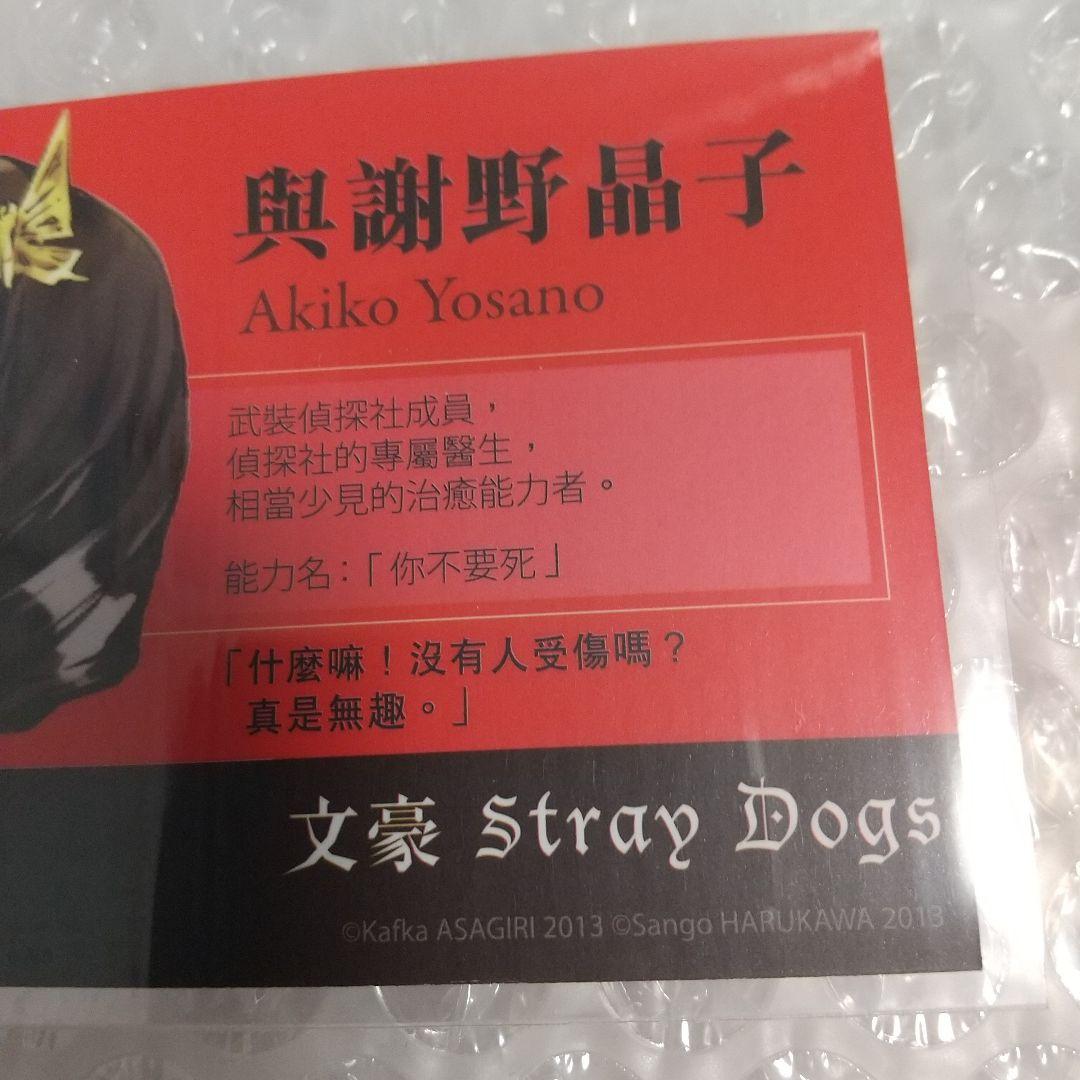 與謝野晶子
Akiko Yosano
武裝偵探社成員，
偵探社的專屬醫生，
相當少見的治癒能力者。
能力名：「你不要死」
「什麼嘛！沒有人受傷嗎？
真是無趣。」
文豪 Stray Dogs
©Kafka ASAGIRI 2013 ©Sango HARUKAWA 2013